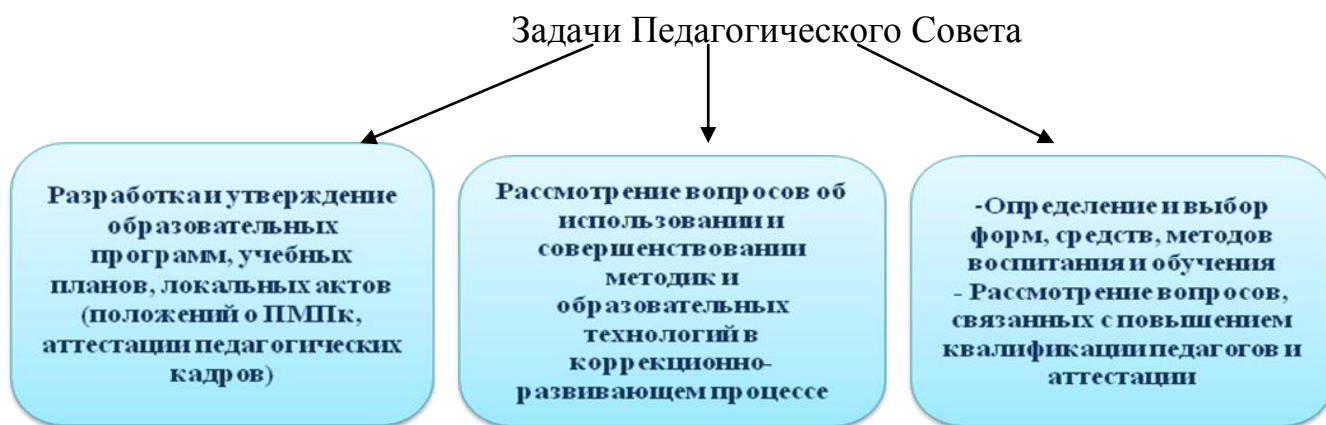 Задачи Педагогического Совета
Разработка и утверждение
образовательных
программ, учебных
планов, локальных актов
(положений о ПМПк,
аттестации педагогических
кадров)
Рассмотрение вопросов об
использовании и
совершенствовании
методик и
образовательных
технологий в
коррекционно-
развивающем процессе
-Определение и выбор
форм, средств, методов
воспитания и обучения
- Рассмотрение вопросов,
связанных с повышением
квалификации педагогов и
аттестации